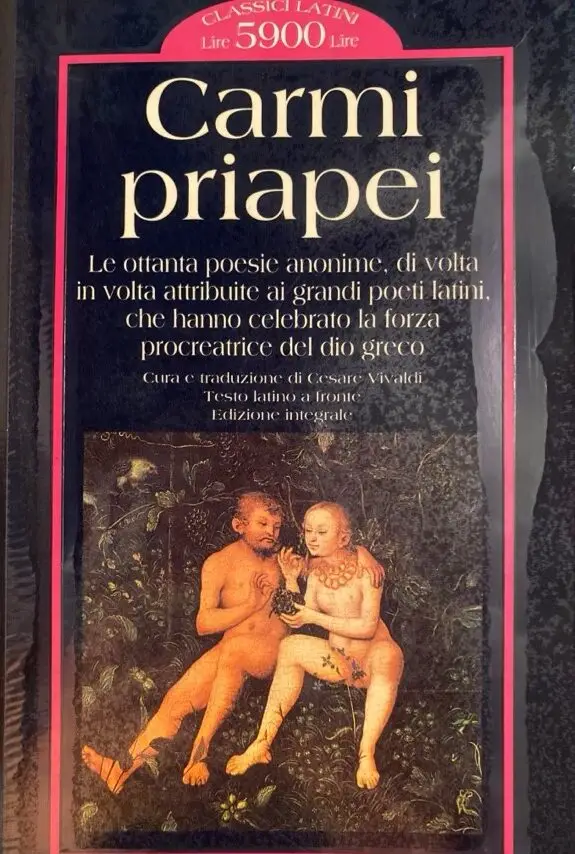 CLASSICI LATINI
Lire 5900 Lire
Carmi
priapei
Le ottanta poesie anonime, di volta
in volta attribuite ai grandi poeti latini,
che hanno celebrato la forza
procreatrice del dio greco
Cura e traduzione di Cesare Vivaldi
Testo latino a fronte
Edizione integrale